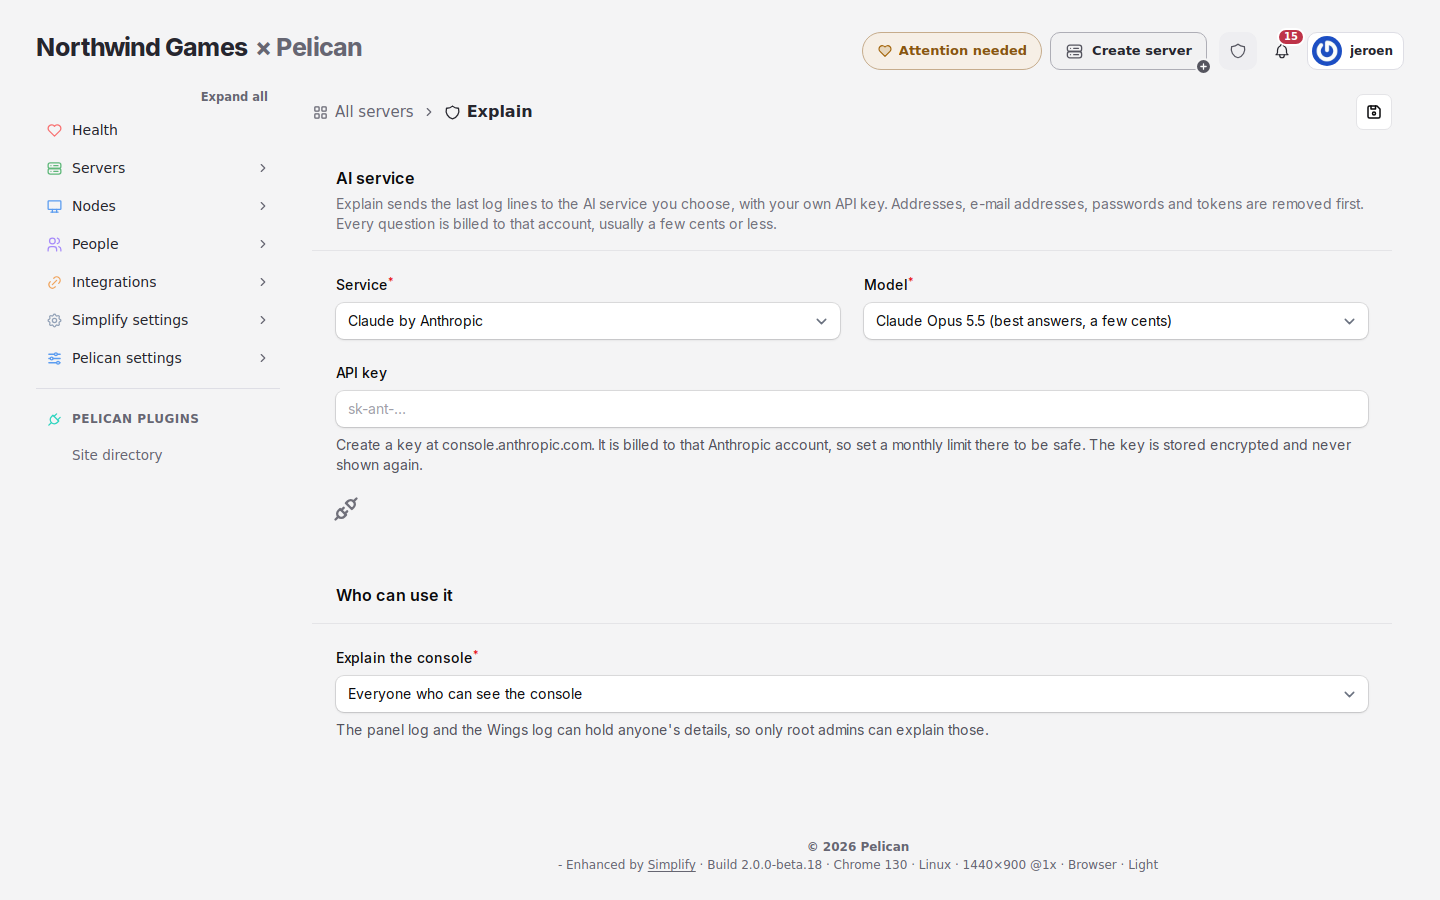 Northwind Games × Pelican
Attention needed
Create server
15
jeroen
Expand all
Health
Servers
Nodes
People
Integrations
Simplify settings
Pelican settings
PELICAN PLUGINS
Site directory
All servers > Explain
AI service
Explain sends the last log lines to the AI service you choose, with your own API key. Addresses, e-mail addresses, passwords and tokens are removed first.
Every question is billed to that account, usually a few cents or less.
Service*
Claude by Anthropic
Model*
Claude Opus 5.5 (best answers, a few cents)
API key
sk-ant-...
Create a key at console.anthropic.com. It is billed to that Anthropic account, so set a monthly limit there to be safe. The key is stored encrypted and never
shown again.
Who can use it
Explain the console*
Everyone who can see the console
The panel log and the Wings log can hold anyone's details, so only root admins can explain those.
© 2026 Pelican
- Enhanced by Simplify · Build 2.0.0-beta.18 · Chrome 130 · Linux · 1440×900 @1x · Browser · Light